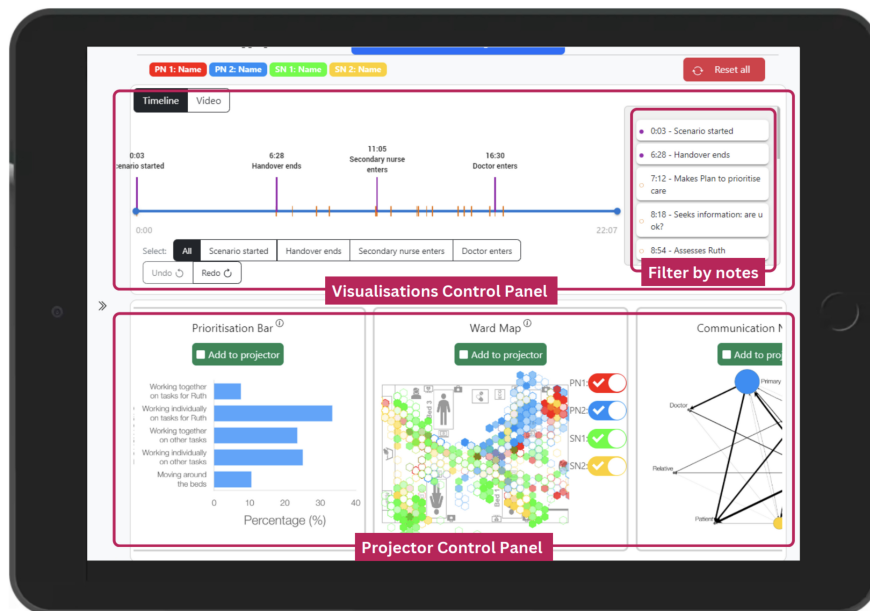 PN 1: Name PN 2: Name SN 1: Name SN 2: Name
Reset all
Timeline Video
0:03
enario started
6:28
Handover ends
11:05
Secondary nurse
enters
16:30
Doctor enters
0:00
22:07
Select: All Scenario started Handover ends Secondary nurse enters Doctor enters
Undo Redo
0:03 - Scenario started
6:28 - Handover ends
7:12 - Makes Plan to prioritise
care
8:18 - Seeks information: are u
ok?
8:54 - Assesses Ruth
Filter by notes
Visualisations Control Panel
Prioritisation Bar
Add to projector
Working together
on tasks for Ruth
Working individually
on tasks for Ruth
Working together
on other tasks
Working individually
on other tasks
Moving around
the beds
0 10 20 30 40
Percentage (%)
Ward Map
Add to projector
Bed 3
Bed 1
PN1:
PN2:
SN1:
SN2:
Communication N
Add to projec
Primary
Doctor
Relative
Patient
Projector Control Panel